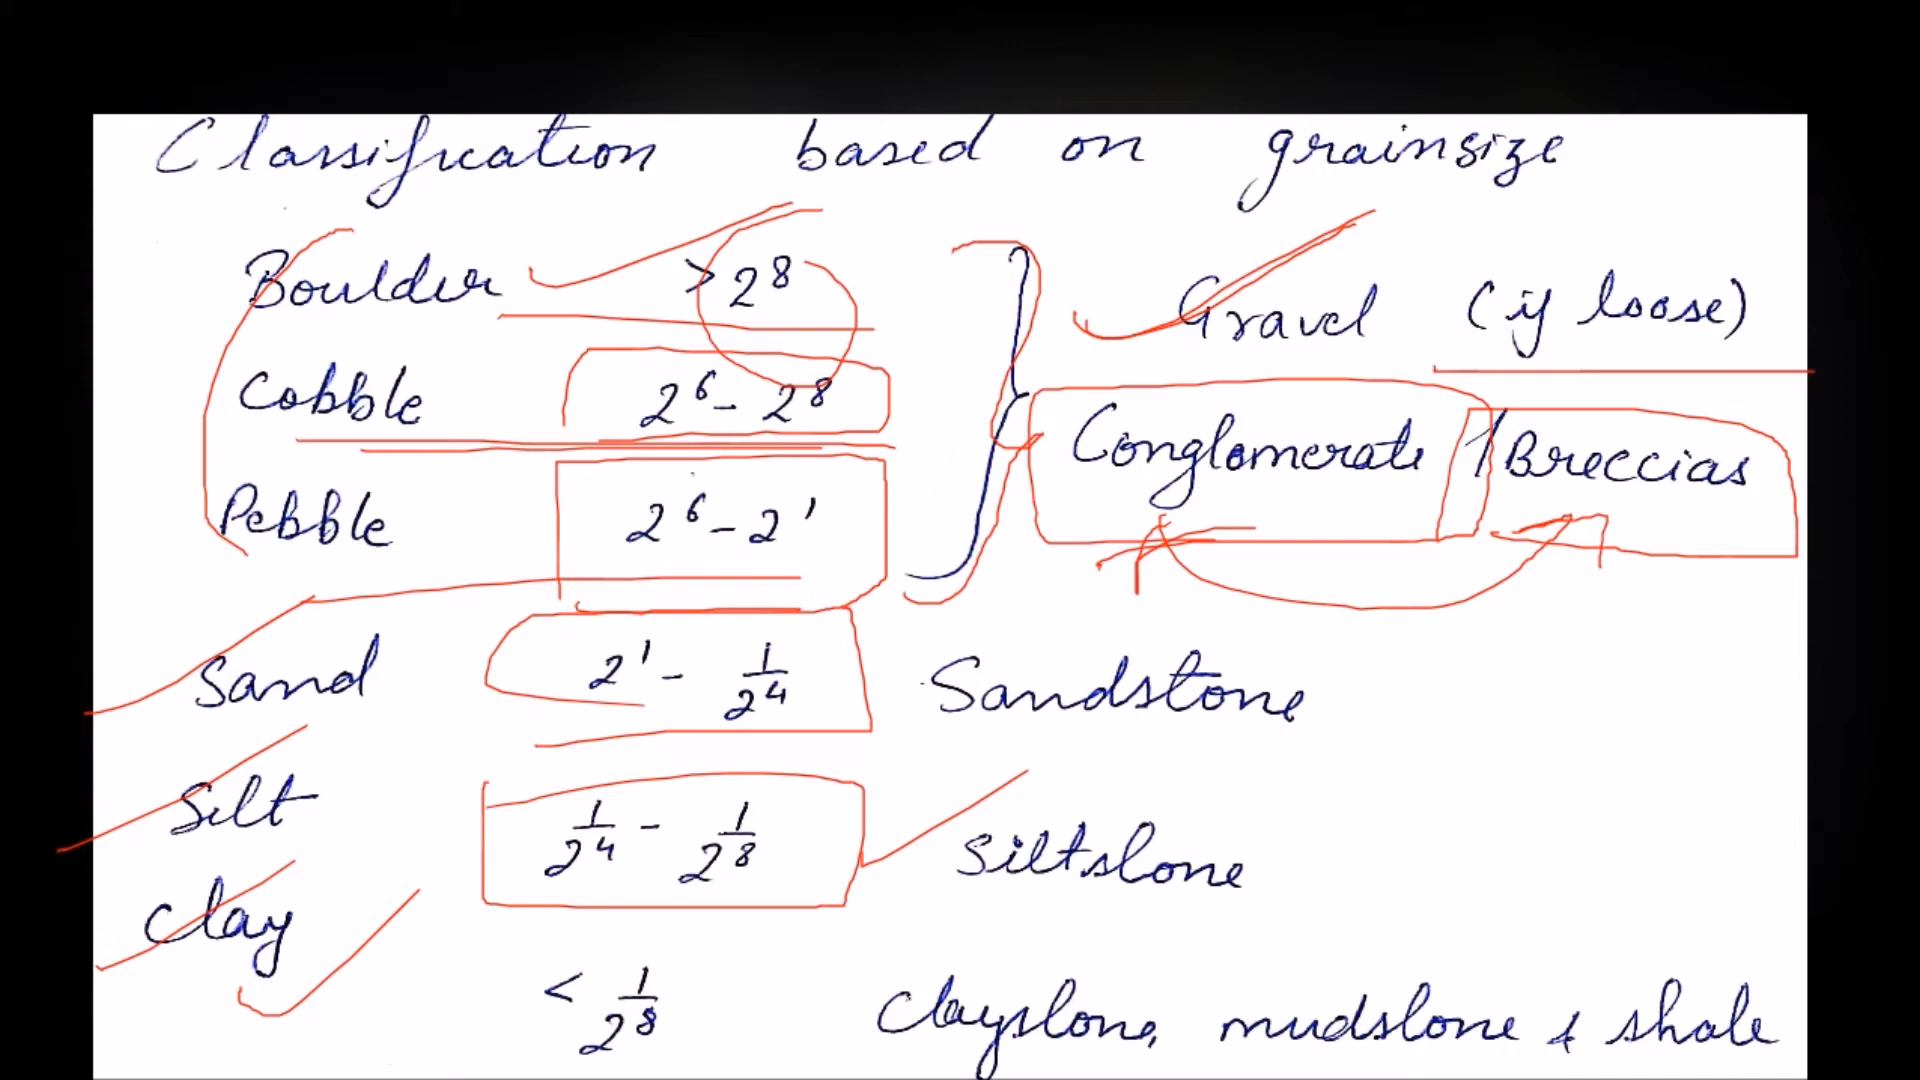 Classification based on grainsize
Boulder > 2^8 Gravel (if loose)
Cobble 2^6 - 2^8 Conglomerate / Breccias
Pebble 2^6 - 2^1
Sand 2^1 - 1/2^4 Sandstone
Silt 1/2^4 - 1/2^8 Siltstone
Clay < 1/2^8 Claystone, mudstone & shale